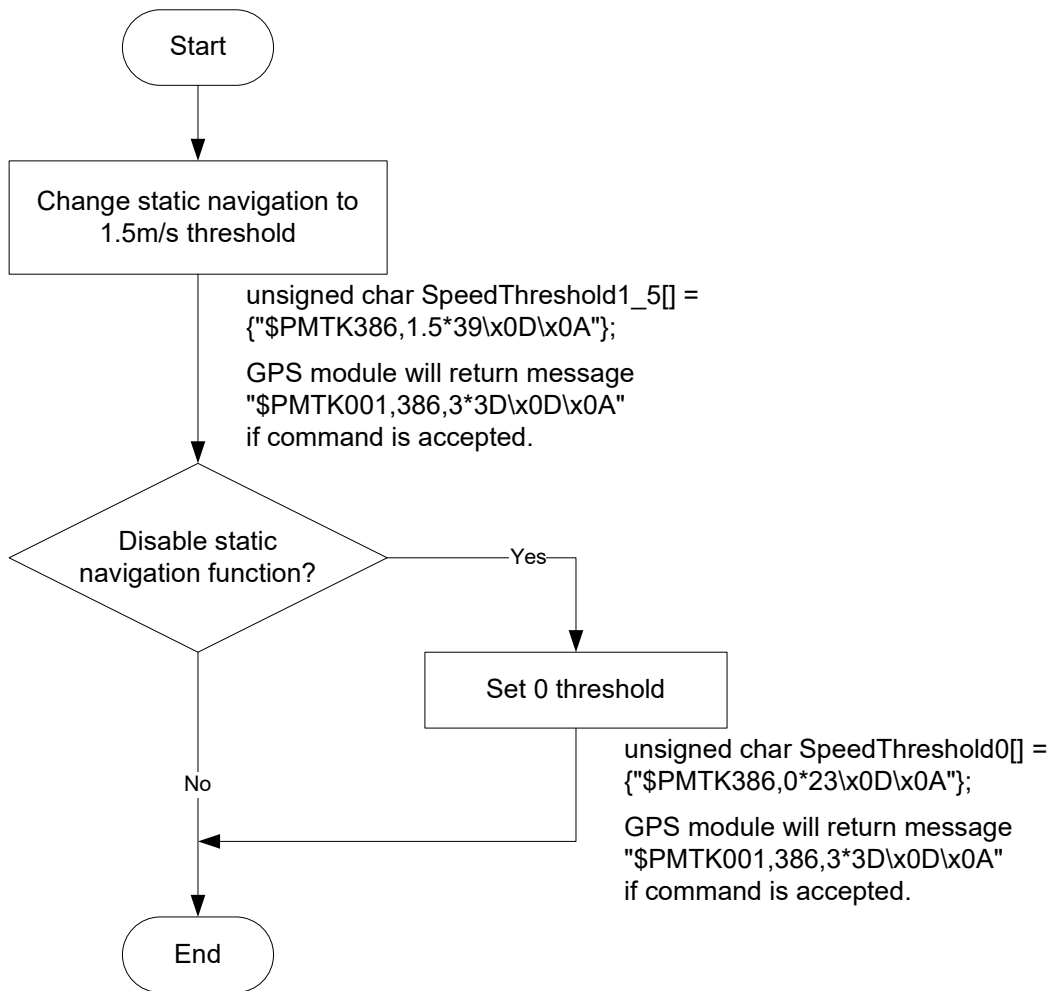 Start
Change static navigation to
1.5m/s threshold
unsigned char SpeedThreshold1_5[] =
{"$PMTK386,1.5*39\x0D\x0A"};
GPS module will return message
"$PMTK001,386,3*3D\x0D\x0A"
if command is accepted.
Disable static
navigation function?
Yes
Set 0 threshold
unsigned char SpeedThreshold0[] =
{"$PMTK386,0*23\x0D\x0A"};
No
GPS module will return message
"$PMTK001,386,3*3D\x0D\x0A"
if command is accepted.
End